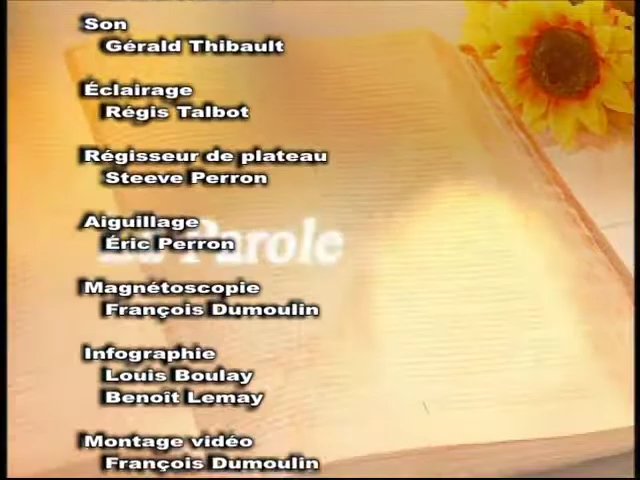 Son
Gérald Thibault
Éclairage
Régis Talbot
Régisseur de plateau
Steeve Perron
Aiguillage
Éric Perron
Parole
Magnétoscopie
François Dumoulin
Infographie
Louis Boulay
Benoît Lemay
Montage vidéo
François Dumoulin